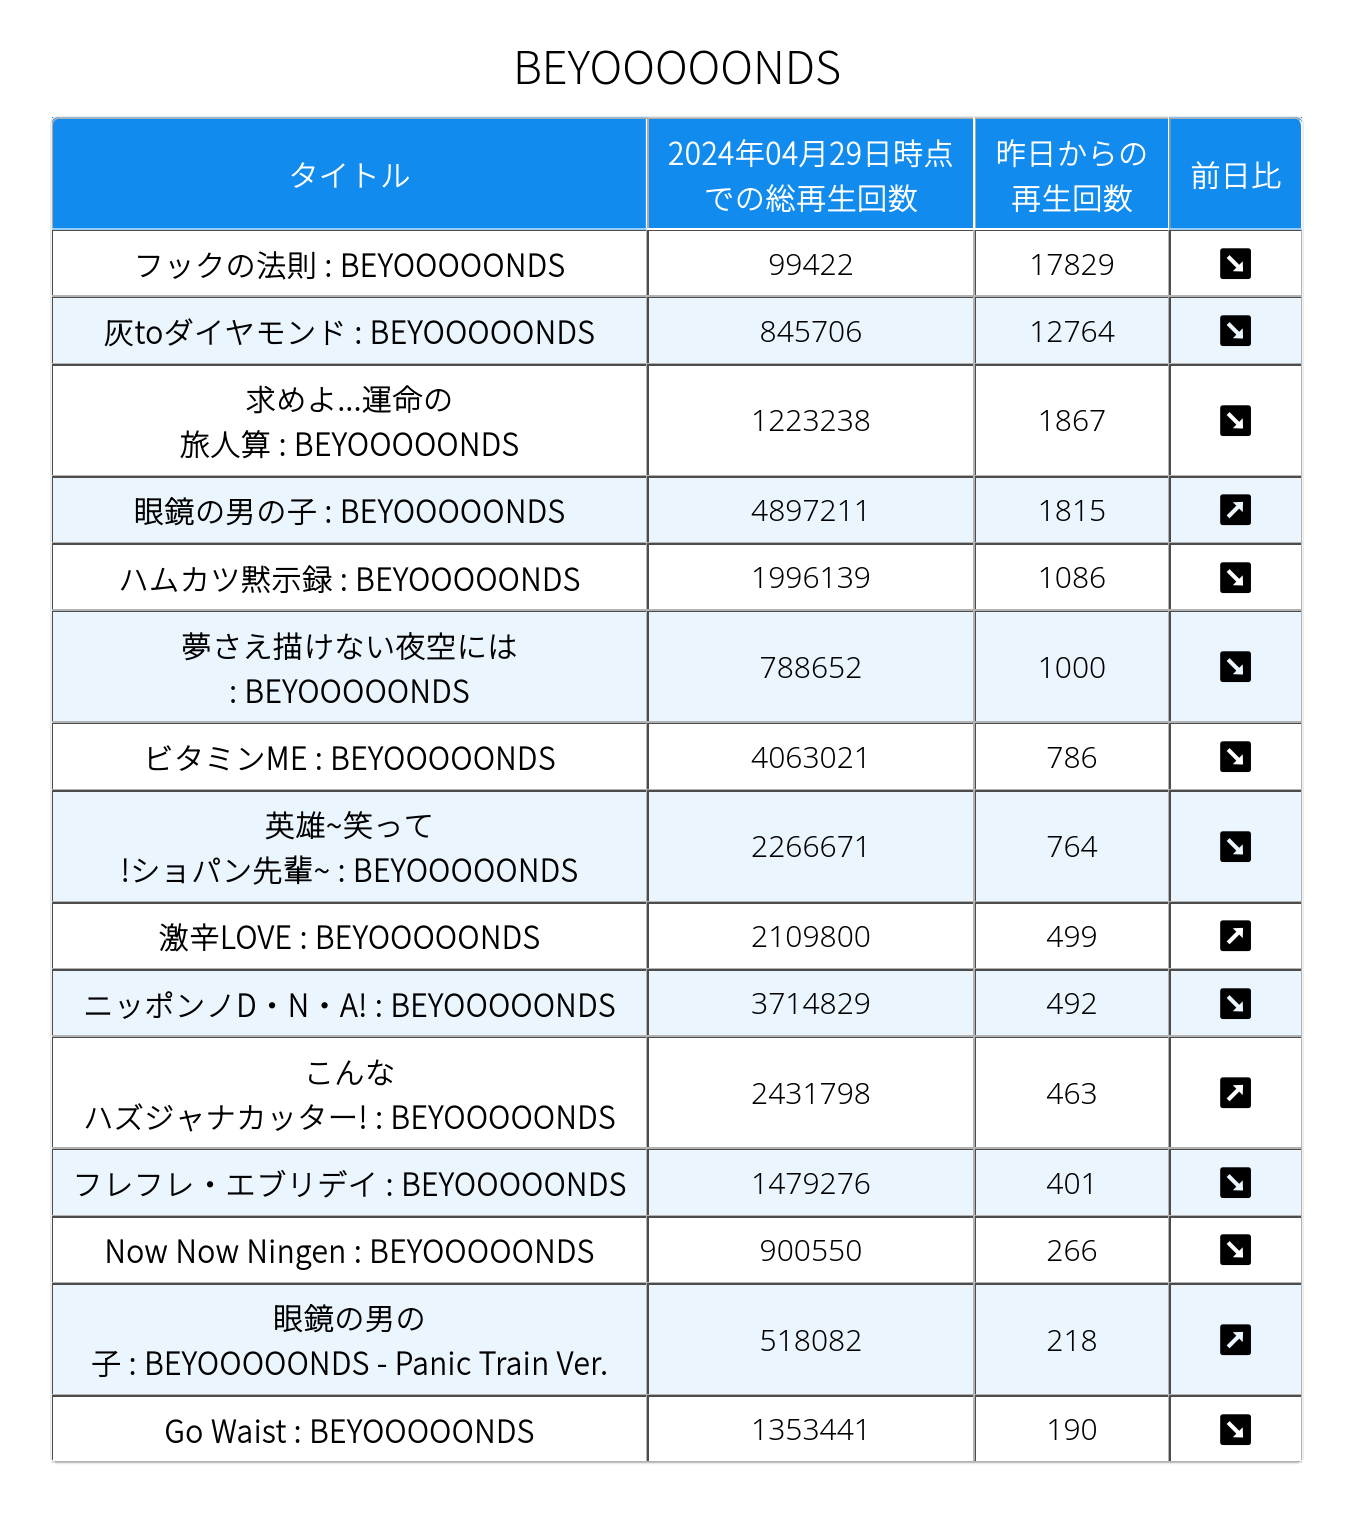 BEYOOOOONDS
タイトル
2024年04月29日時点
での総再生回数
昨日からの
再生回数
前日比
フックの法則 : BEYOOOOONDS
99422
17829
灰toダイヤモンド : BEYOOOOONDS
845706
12764
求めよ...運命の
旅人算 : BEYOOOOONDS
1223238
1867
眼鏡の男の子 : BEYOOOOONDS
4897211
1815
ハムカツ黙示録 : BEYOOOOONDS
1996139
1086
夢さえ描けない夜空には
: BEYOOOOONDS
788652
1000
ビタミンME : BEYOOOOONDS
4063021
786
英雄~笑って
!ショパン先輩~ : BEYOOOOONDS
2266671
764
激辛LOVE : BEYOOOOONDS
2109800
499
ニッポンノD・N・A! : BEYOOOOONDS
3714829
492
こんな
ハズジャナカッター! : BEYOOOOONDS
2431798
463
フレフレ・エブリデイ : BEYOOOOONDS
1479276
401
Now Now Ningen : BEYOOOOONDS
900550
266
眼鏡の男の
子 : BEYOOOOONDS - Panic Train Ver.
518082
218
Go Waist : BEYOOOOONDS
1353441
190